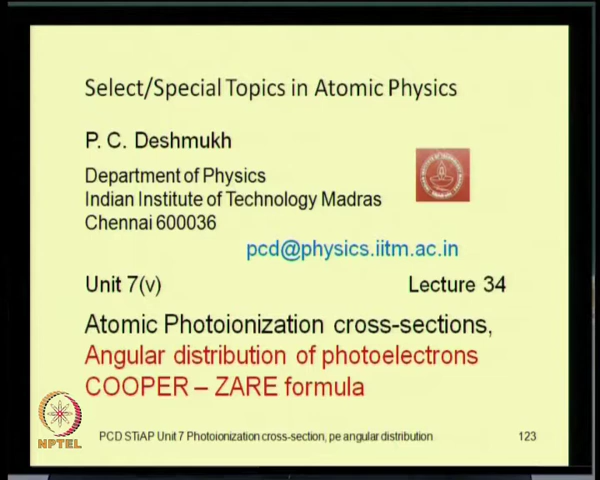 Select/Special Topics in Atomic Physics
P. C. Deshmukh
Department of Physics
Indian Institute of Technology Madras
Chennai 600036
pcd@physics.iitm.ac.in
Unit 7(v) Lecture 34
Atomic Photoionization cross-sections,
Angular distribution of photoelectrons
COOPER – ZARE formula
NPTEL
PCD STiAP Unit 7 Photoionization cross-section, pe angular distribution 123